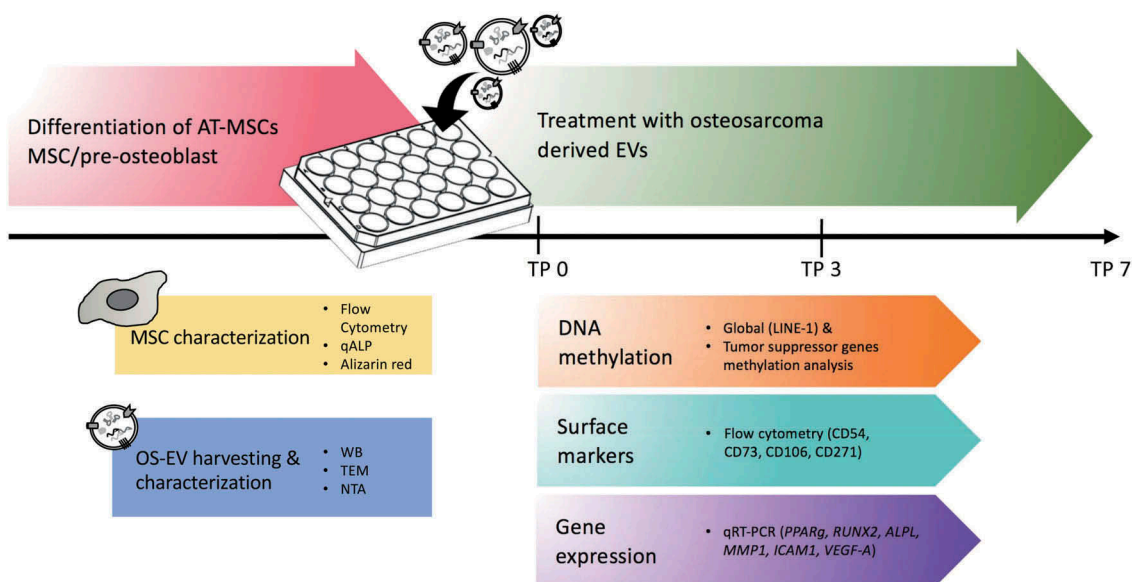 Differentiation of AT-MSCs
MSC/pre-osteoblast
Treatment with osteosarcoma
derived EVs
TP 0
TP 3
TP 7
MSC characterization
• Flow
Cytometry
• qALP
• Alizarin red
OS-EV harvesting &
characterization
• WB
• TEM
• NTA
DNA
methylation
• Global (LINE-1) &
• Tumor suppressor genes
methylation analysis
Surface
markers
• Flow cytometry (CD54,
CD73, CD106, CD271)
Gene
expression
• qRT-PCR (PPARg, RUNX2, ALPL,
MMP1, ICAM1, VEGF-A)